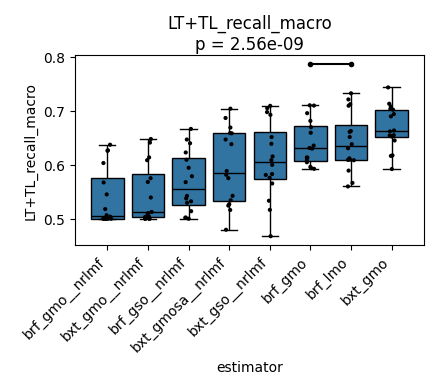 LT+TL_recall_macro
p = 2.56e-09
LT+TL_recall_macro
0.8
0.7
0.6
0.5
brf_gmo__nrlmf
bxt_gmo__nrlmf
brf_gso__nrlmf
bxt_gmosa__nrlmf
bxt_gso__nrlmf
brf_gmo
brf_lmo
bxt_gmo
estimator